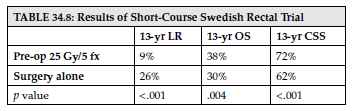 TABLE 34.8: Results of Short-Course Swedish Rectal Trial
13-yr LR 13-yr OS 13-yr CSS
Pre-op 25 Gy/5 fx 9% 38% 72%
Surgery alone 26% 30% 62%
p value <.001 .004 <.001